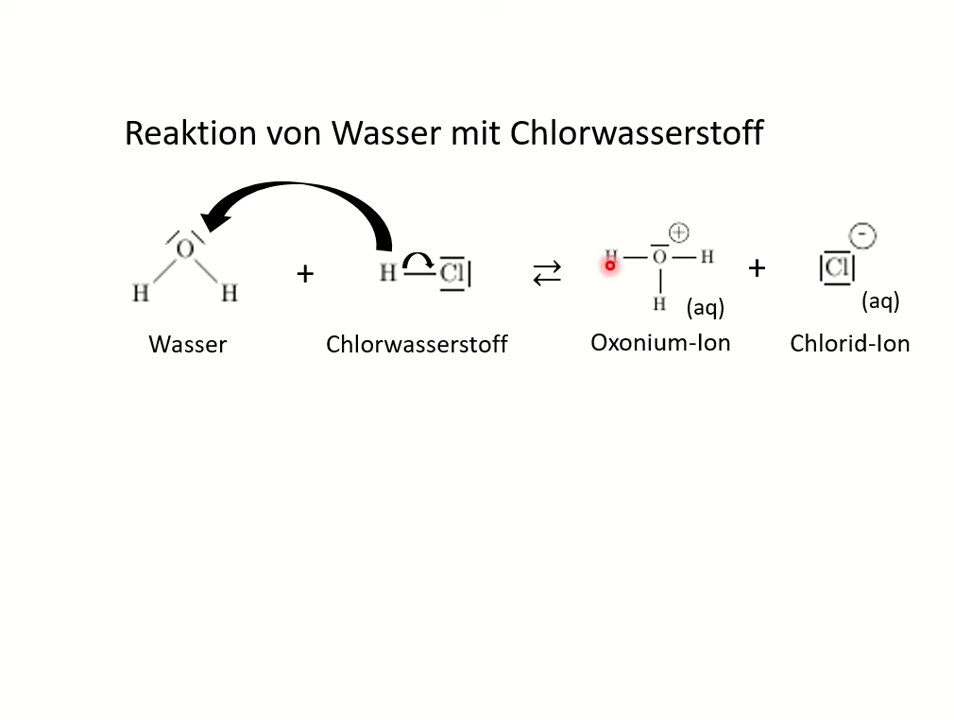 Reaktion von Wasser mit Chlorwasserstoff
H O H + H Cl ⇄ H O ⊕ H H (aq) + Cl ⊖ (aq)
Wasser Chlorwasserstoff Oxonium-Ion Chlorid-Ion